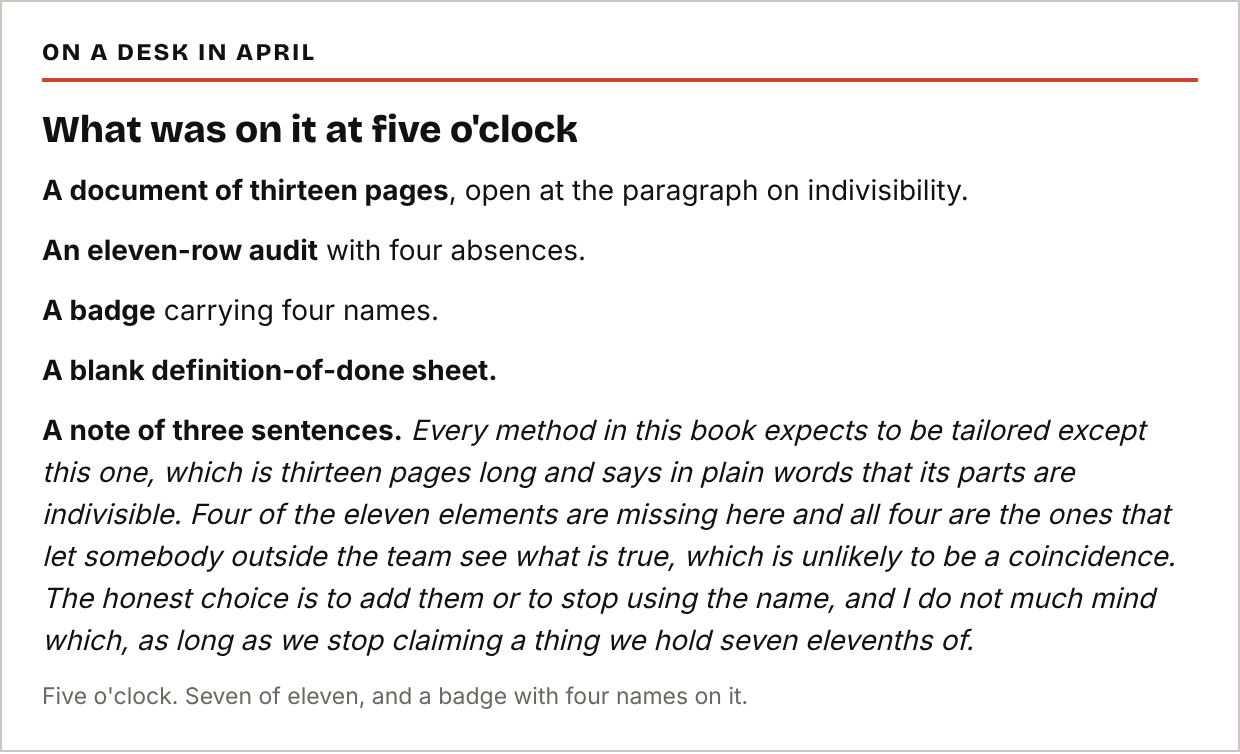 ON A DESK IN APRIL
What was on it at five o'clock
A document of thirteen pages, open at the paragraph on indivisibility.
An eleven-row audit with four absences.
A badge carrying four names.
A blank definition-of-done sheet.
A note of three sentences. Every method in this book expects to be tailored except
this one, which is thirteen pages long and says in plain words that its parts are
indivisible. Four of the eleven elements are missing here and all four are the ones that
let somebody outside the team see what is true, which is unlikely to be a coincidence.
The honest choice is to add them or to stop using the name, and I do not much mind
which, as long as we stop claiming a thing we hold seven elevenths of.
Five o'clock. Seven of eleven, and a badge with four names on it.